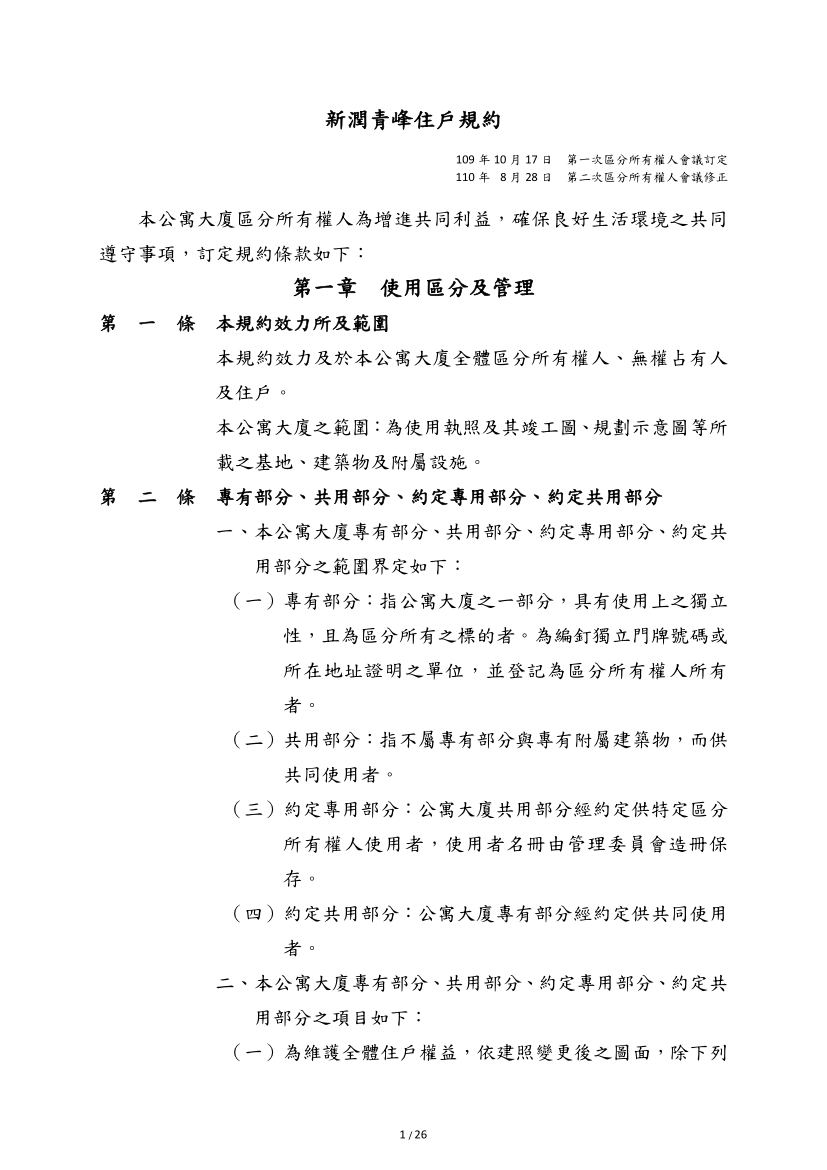 新潤青峰住戶規約
109 年 10 月 17 日　第一次區分所有權人會議訂定
110 年 8 月 28 日　第二次區分所有權人會議修正
本公寓大廈區分所有權人為增進共同利益，確保良好生活環境之共同
遵守事項，訂定規約條款如下：
第一章　使用區分及管理
第　一　條　本規約效力所及範圍
本規約效力及於本公寓大廈全體區分所有權人、無權占有人
及住戶。
本公寓大廈之範圍：為使用執照及其竣工圖、規劃示意圖等所
載之基地、建築物及附屬設施。
第　二　條　專有部分、共用部分、約定專用部分、約定共用部分
一、本公寓大廈專有部分、共用部分、約定專用部分、約定共
用部分之範圍界定如下：
（一）專有部分：指公寓大廈之一部分，具有使用上之獨立
性，且為區分所有之標的者。為編釘獨立門牌號碼或
所在地址證明之單位，並登記為區分所有權人所有
者。
（二）共用部分：指不屬專有部分與專有附屬建築物，而供
共同使用者。
（三）約定專用部分：公寓大廈共用部分經約定供特定區分
所有權人使用者，使用者名冊由管理委員會造冊保
存。
（四）約定共用部分：公寓大廈專有部分經約定供共同使用
者。
二、本公寓大廈專有部分、共用部分、約定專用部分、約定共
用部分之項目如下：
（一）為維護全體住戶權益，依建照變更後之圖面，除下列
1 / 26